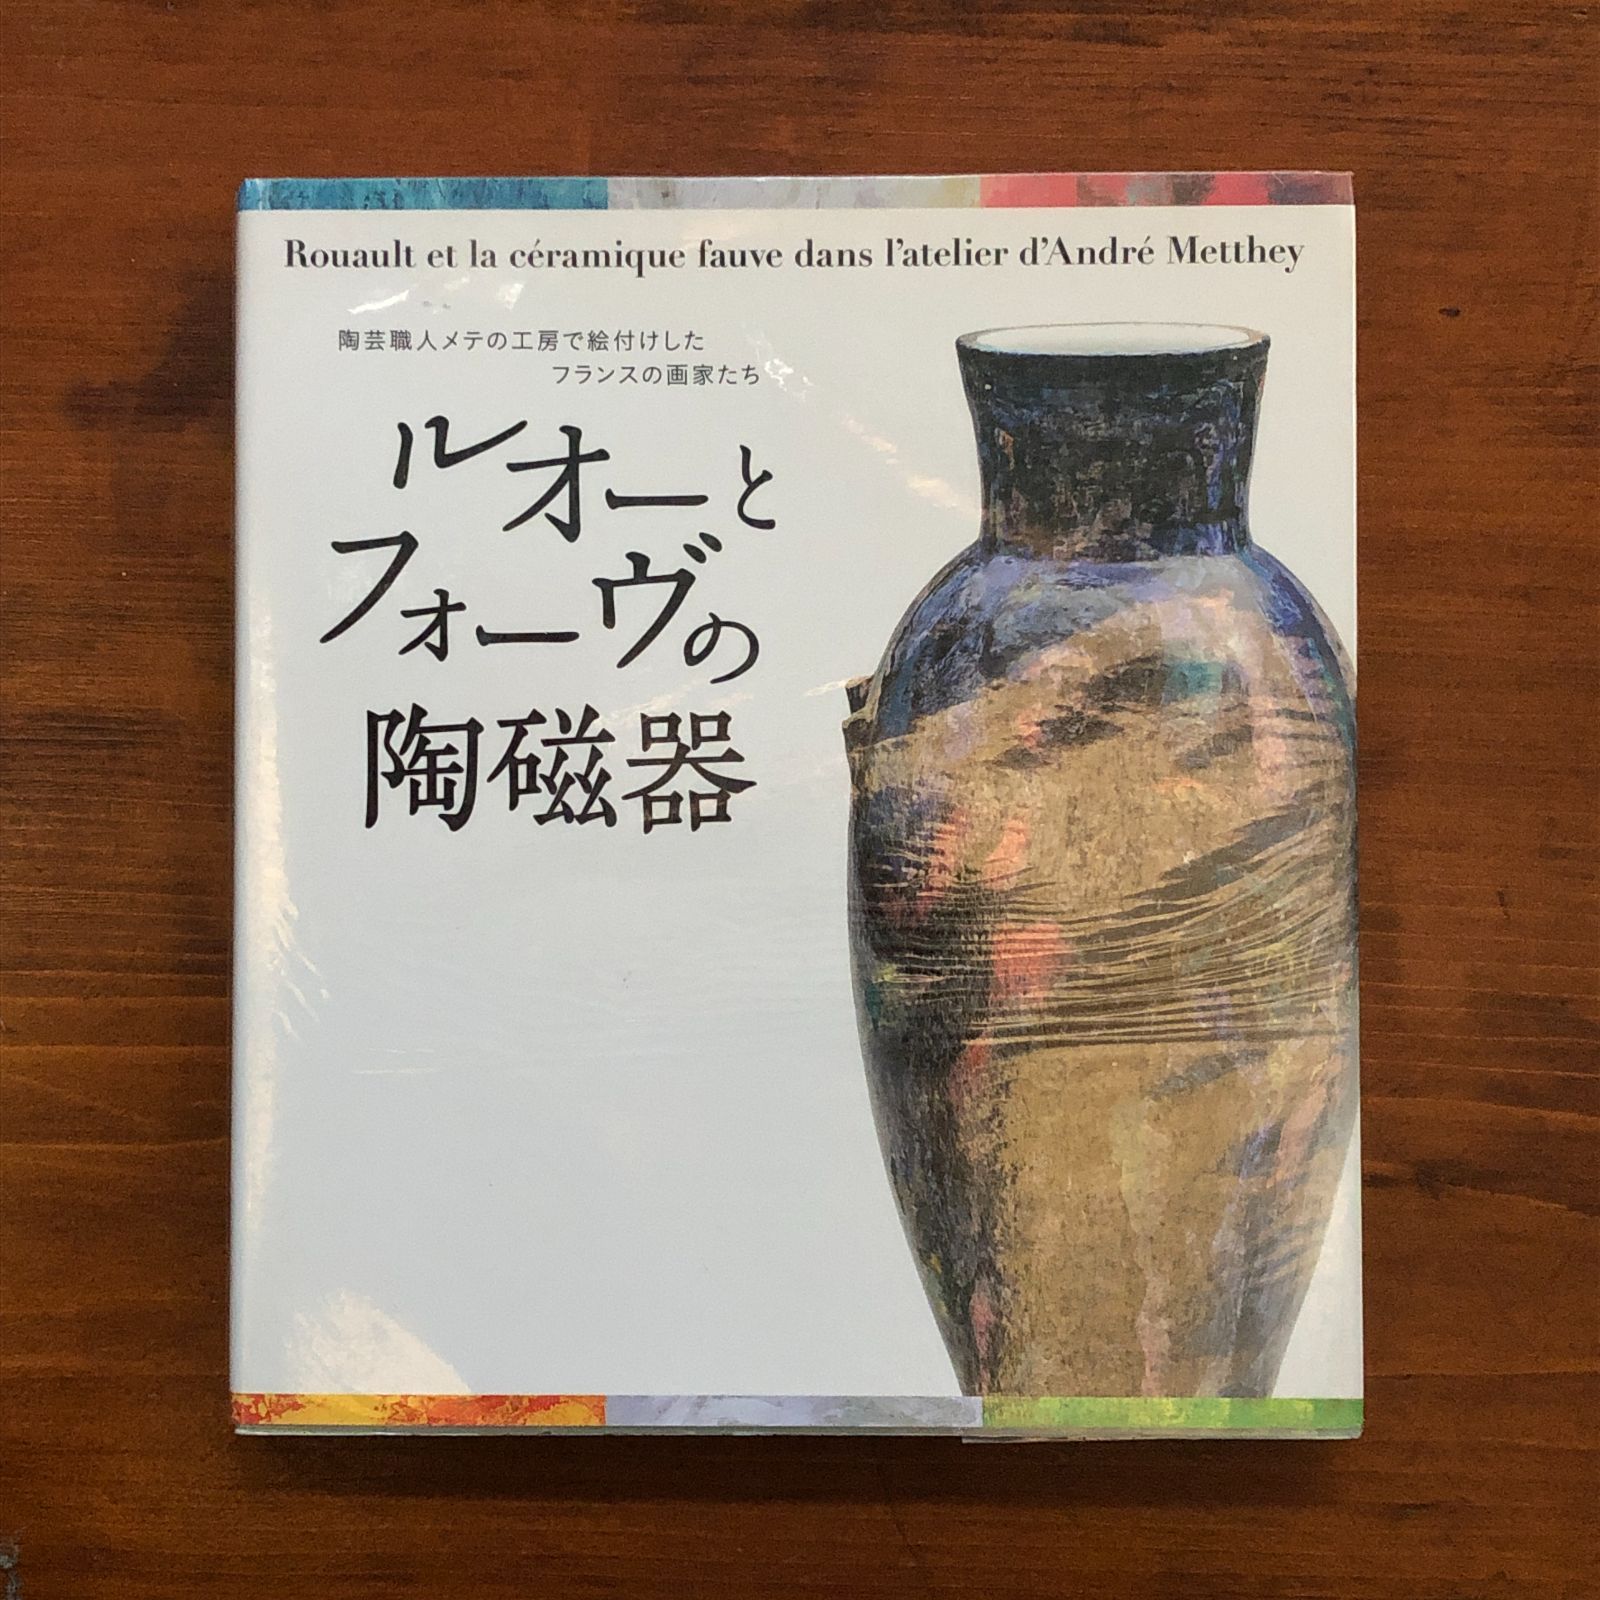 Rouault et la céramique fauve dans l'atelier d'André Metthey
陶芸職人メテの工房で絵付けした
フランスの画家たち
ルオーと
フォーヴの
陶磁器